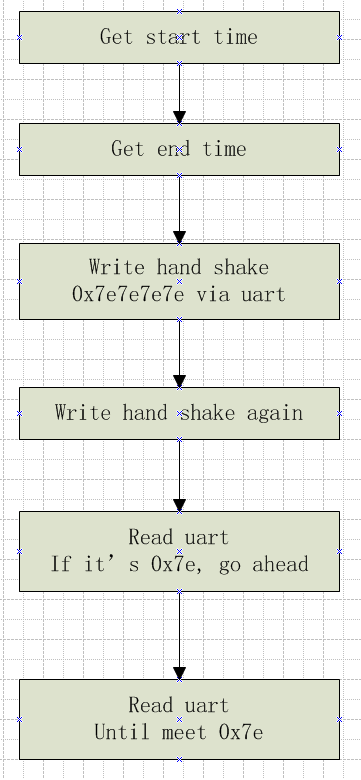 Get start time
Get end time
Write hand shake
0x7e7e7e7e via uart
Write hand shake again
Read uart
If it’s 0x7e, go ahead
Read uart
Until meet 0x7e